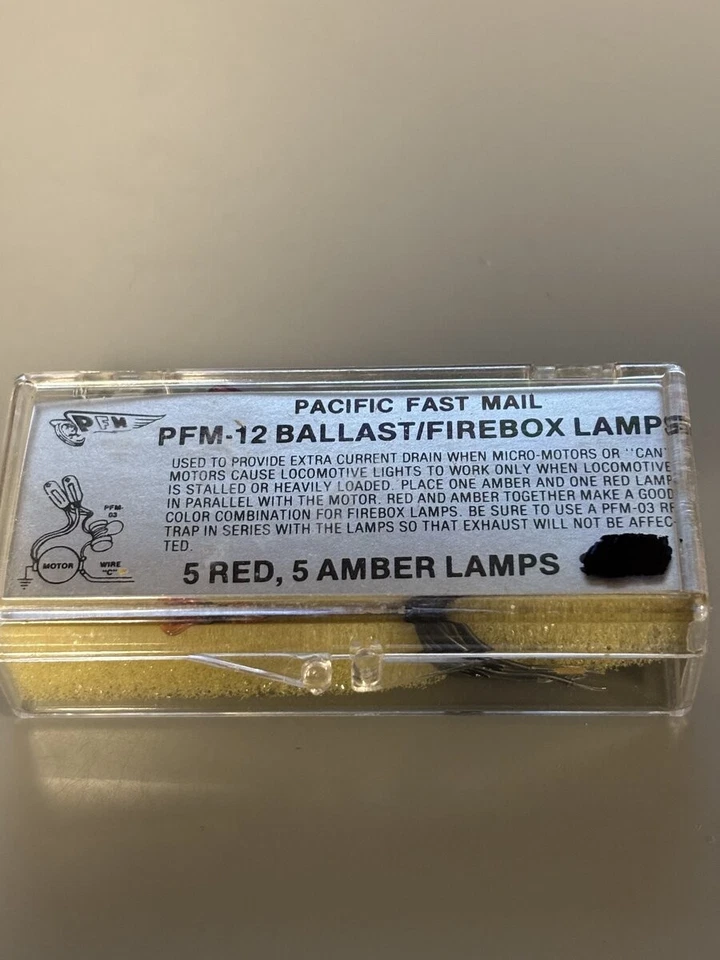 PFM
PACIFIC FAST MAIL
PFM-12 BALLAST/FIREBOX LAMPS
USED TO PROVIDE EXTRA CURRENT DRAIN WHEN MICRO-MOTORS OR "CAN"
MOTORS CAUSE LOCOMOTIVE LIGHTS TO WORK ONLY WHEN LOCOMOTIVE
IS STALLED OR HEAVILY LOADED. PLACE ONE AMBER AND ONE RED LAMP
IN PARALLEL WITH THE MOTOR. RED AND AMBER TOGETHER MAKE A GOOD
COLOR COMBINATION FOR FIREBOX LAMPS. BE SURE TO USE A PFM-03 RF
TRAP IN SERIES WITH THE LAMPS SO THAT EXHAUST WILL NOT BE AFFEC-
TED.
PFM-
03
MOTOR
WIRE
"C"
5 RED, 5 AMBER LAMPS